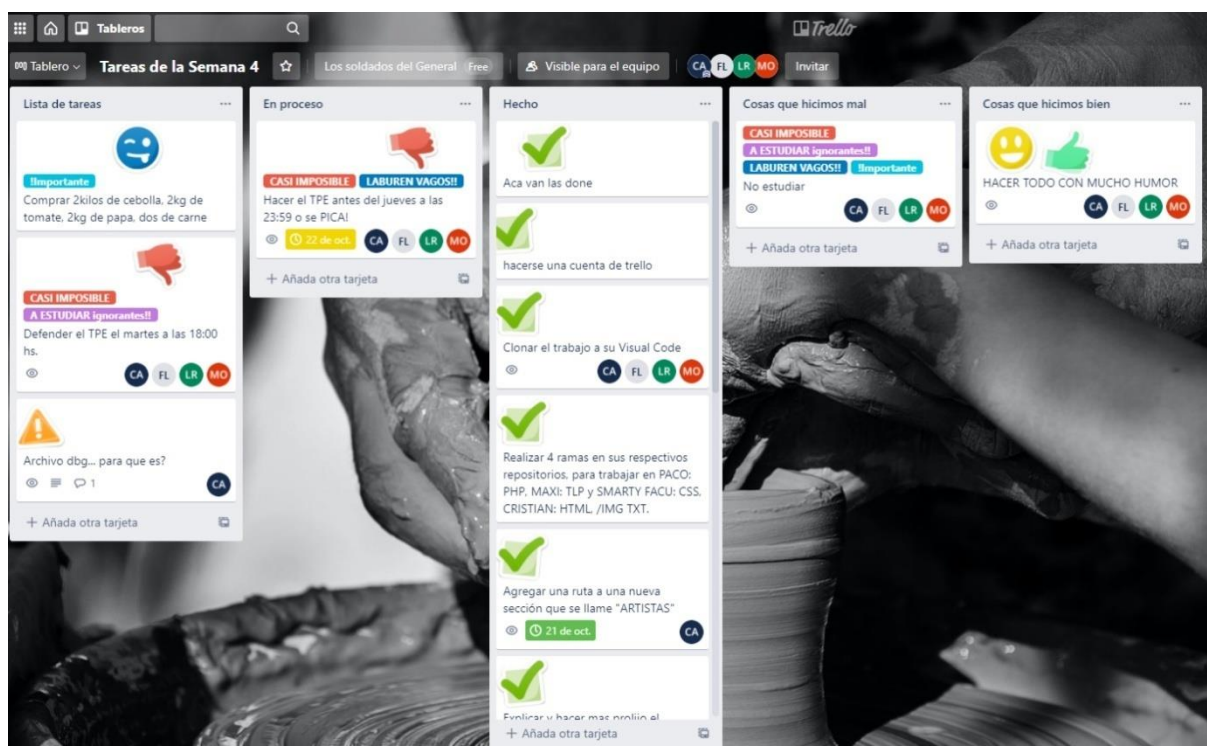 Tableros
Trello
Tablero
Tareas de la Semana 4
Los soldados del General
Free
Visible para el equipo
CA
FL
LR
MO
Invitar
Lista de tareas
!!Importante
Comprar 2kilos de cebolla, 2kg de
tomate, 2kg de papa, dos de carne
CASI IMPOSIBLE
A ESTUDIAR ignorantes!!
Defender el TPE el martes a las 18:00
hs.
CA FL LR MO
Archivo dbg... para que es?
1
CA
+ Añada otra tarjeta
En proceso
CASI IMPOSIBLE LABUREN VAGOS!!
Hacer el TPE antes del jueves a las
23:59 o se PICA!
22 de oct. CA FL LR MO
+ Añada otra tarjeta
Hecho
Aca van las done
hacerse una cuenta de trello
Clonar el trabajo a su Visual Code
CA FL LR MO
Realizar 4 ramas en sus respectivos
repositorios, para trabajar en PACO:
PHP, MAXI: TLP y SMARTY FACU: CSS,
CRISTIAN: HTML, /IMG TXT.
Agregar una ruta a una nueva
sección que se llame "ARTISTAS"
21 de oct. CA
Explicar y hacer mas prolijo el
+ Añada otra tarjeta
Cosas que hicimos mal
CASI IMPOSIBLE
A ESTUDIAR ignorantes!!
LABUREN VAGOS!! !!Importante
No estudiar
CA FL LR MO
+ Añada otra tarjeta
Cosas que hicimos bien
HACER TODO CON MUCHO HUMOR
CA FL LR MO
+ Añada otra tarjeta